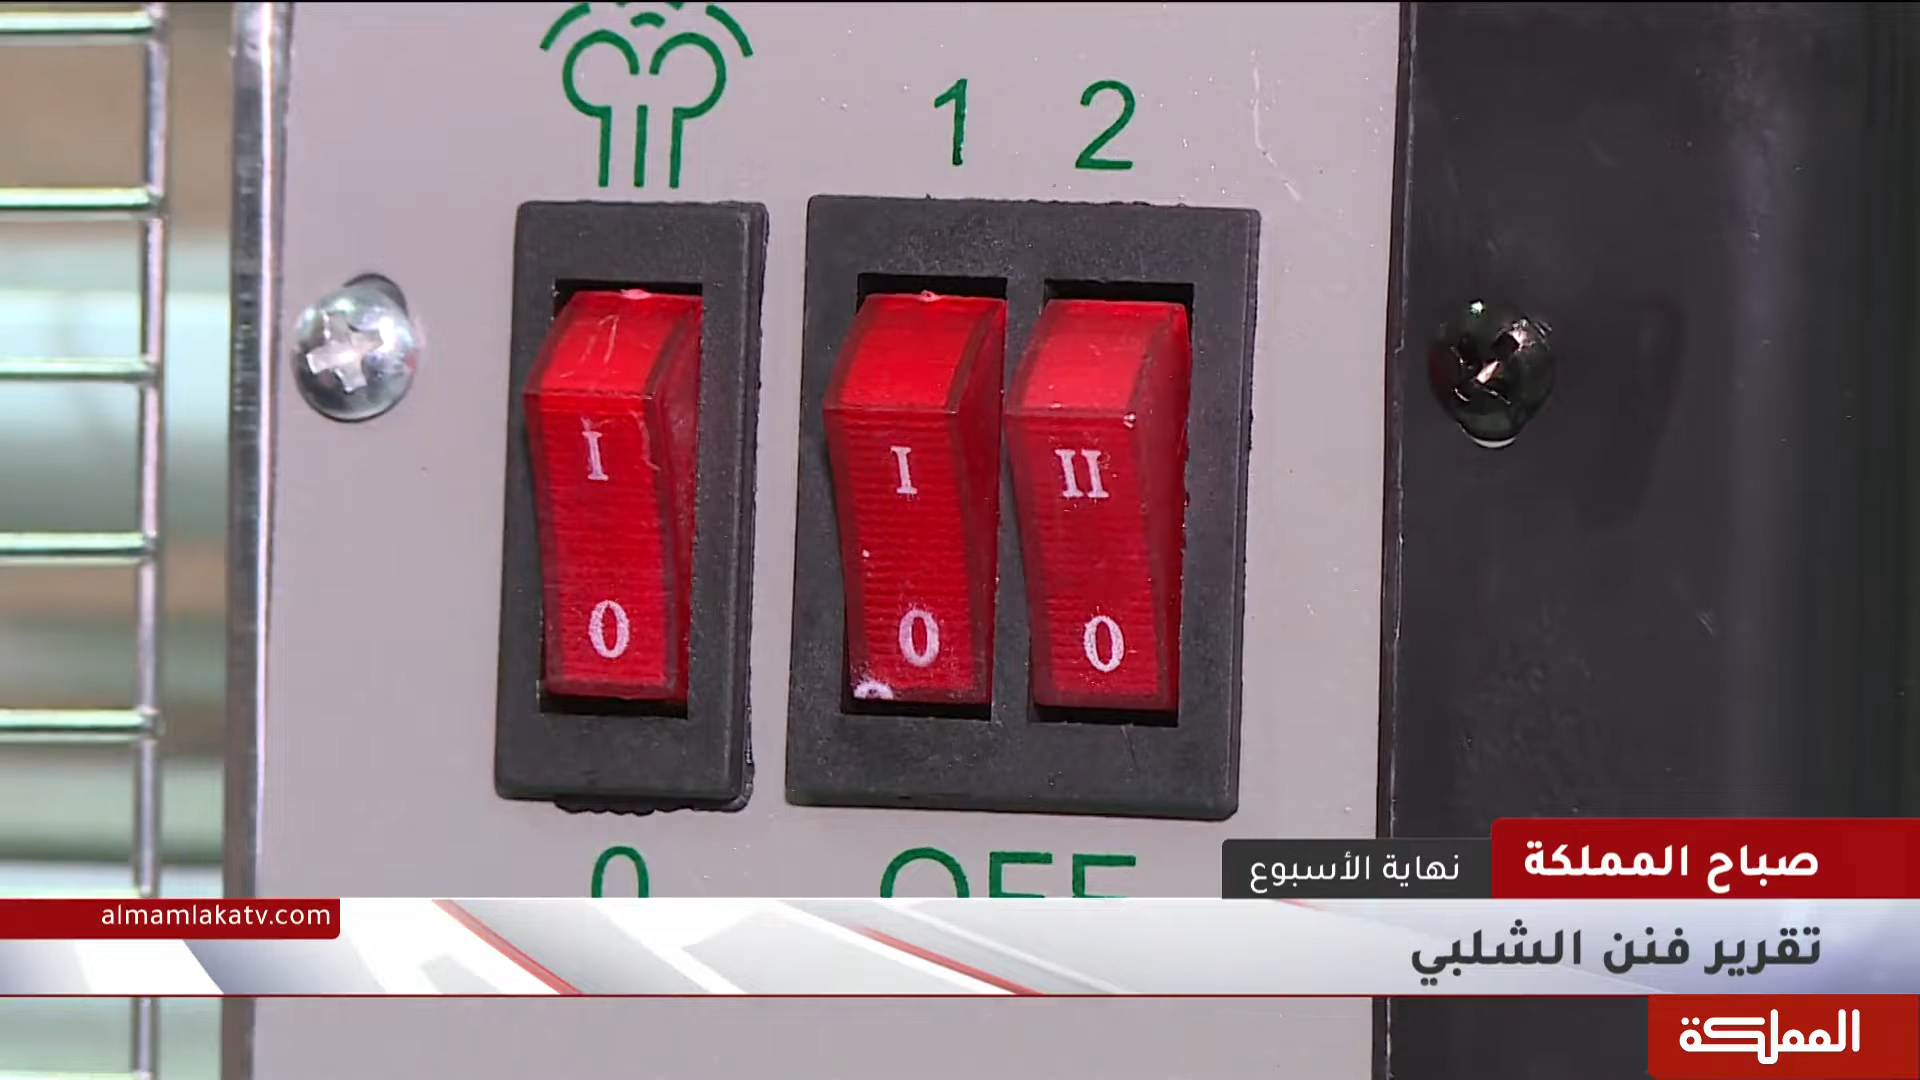 1 2
I I II
0 0 0
0 OFF
صباح المملكة
نهاية الأسبوع
almamlakatv.com
تقرير فنن الشلبي
المملكة